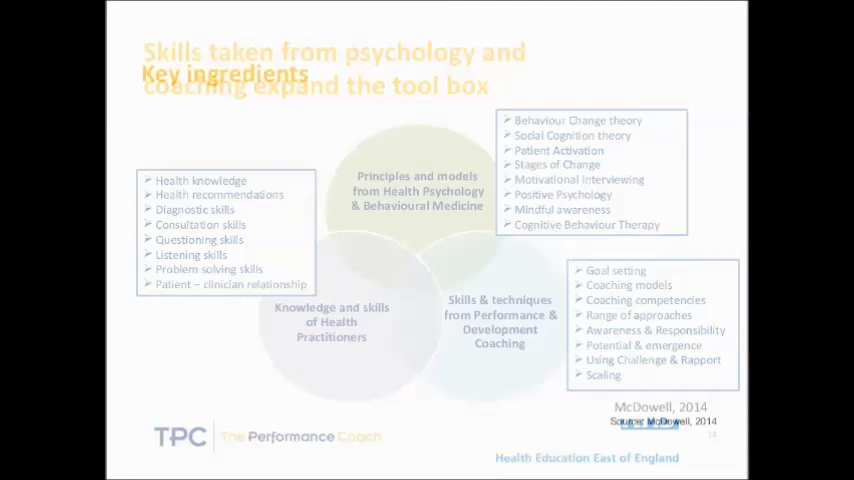 Skills taken from psychology and
Key ingredients
coaching expand the tool box
➢ Behaviour Change theory
➢ Social Cognition theory
➢ Patient Activation
➢ Stages of Change
➢ Motivational Interviewing
➢ Positive Psychology
➢ Mindful awareness
➢ Cognitive Behaviour Therapy
Principles and models
from Health Psychology
& Behavioural Medicine
➢ Health knowledge
➢ Health recommendations
➢ Diagnostic skills
➢ Consultation skills
➢ Questioning skills
➢ Listening skills
➢ Problem solving skills
➢ Patient – clinician relationship
Knowledge and skills
of Health
Practitioners
Skills & techniques
from Performance &
Development
Coaching
➢ Goal setting
➢ Coaching models
➢ Coaching competencies
➢ Range of approaches
➢ Awareness & Responsibility
➢ Potential & emergence
➢ Using Challenge & Rapport
➢ Scaling
McDowell, 2014
Source: McDowell, 2014
14
TPC The Performance Coach
Health Education East of England